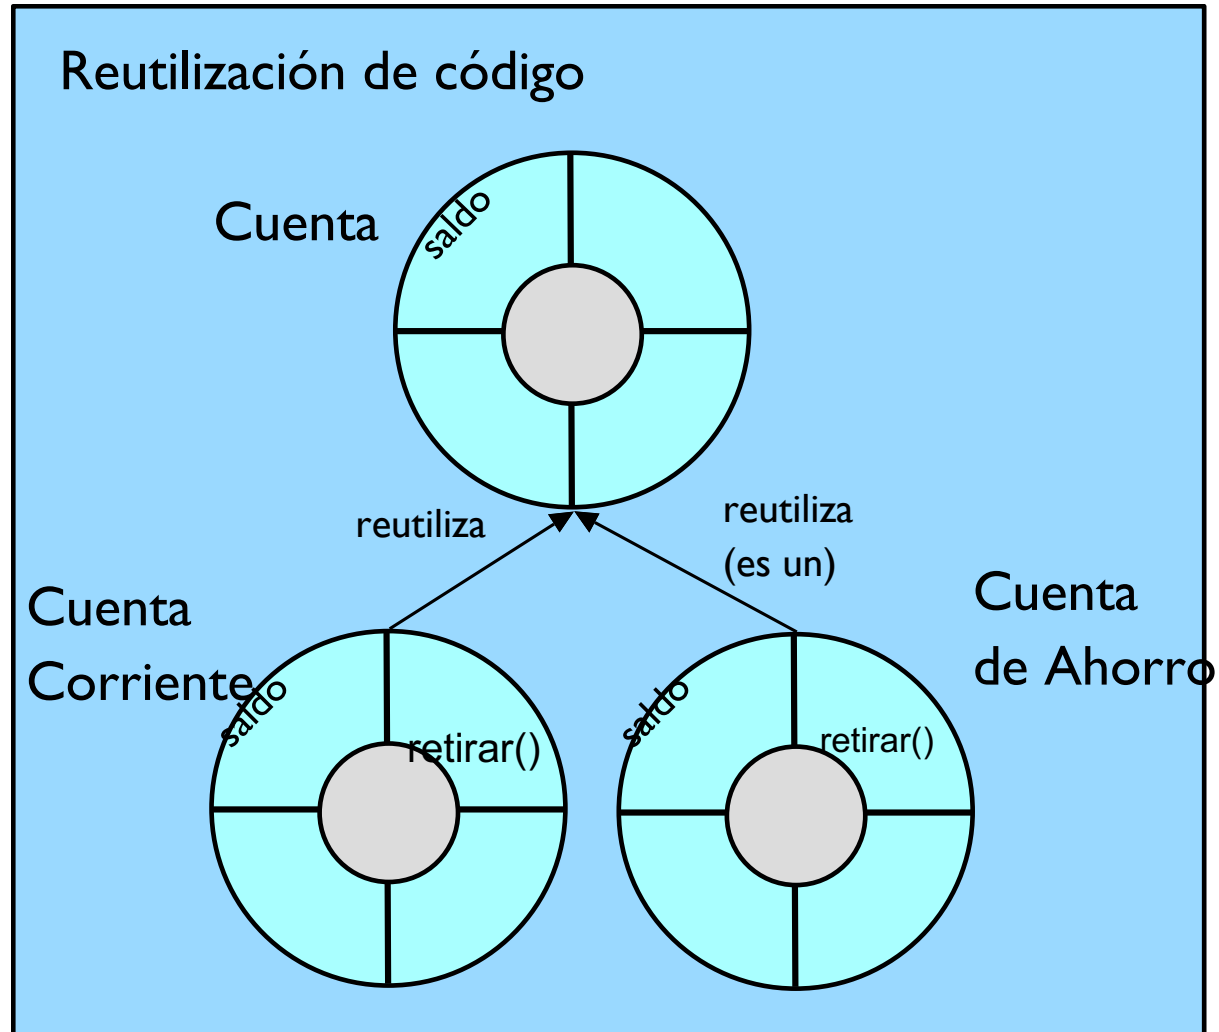 Reutilización de código
Cuenta
saldo
reutiliza
reutiliza
(es un)
Cuenta
Corriente
Cuenta
de Ahorro
saldo
retirar()
saldo
retirar()